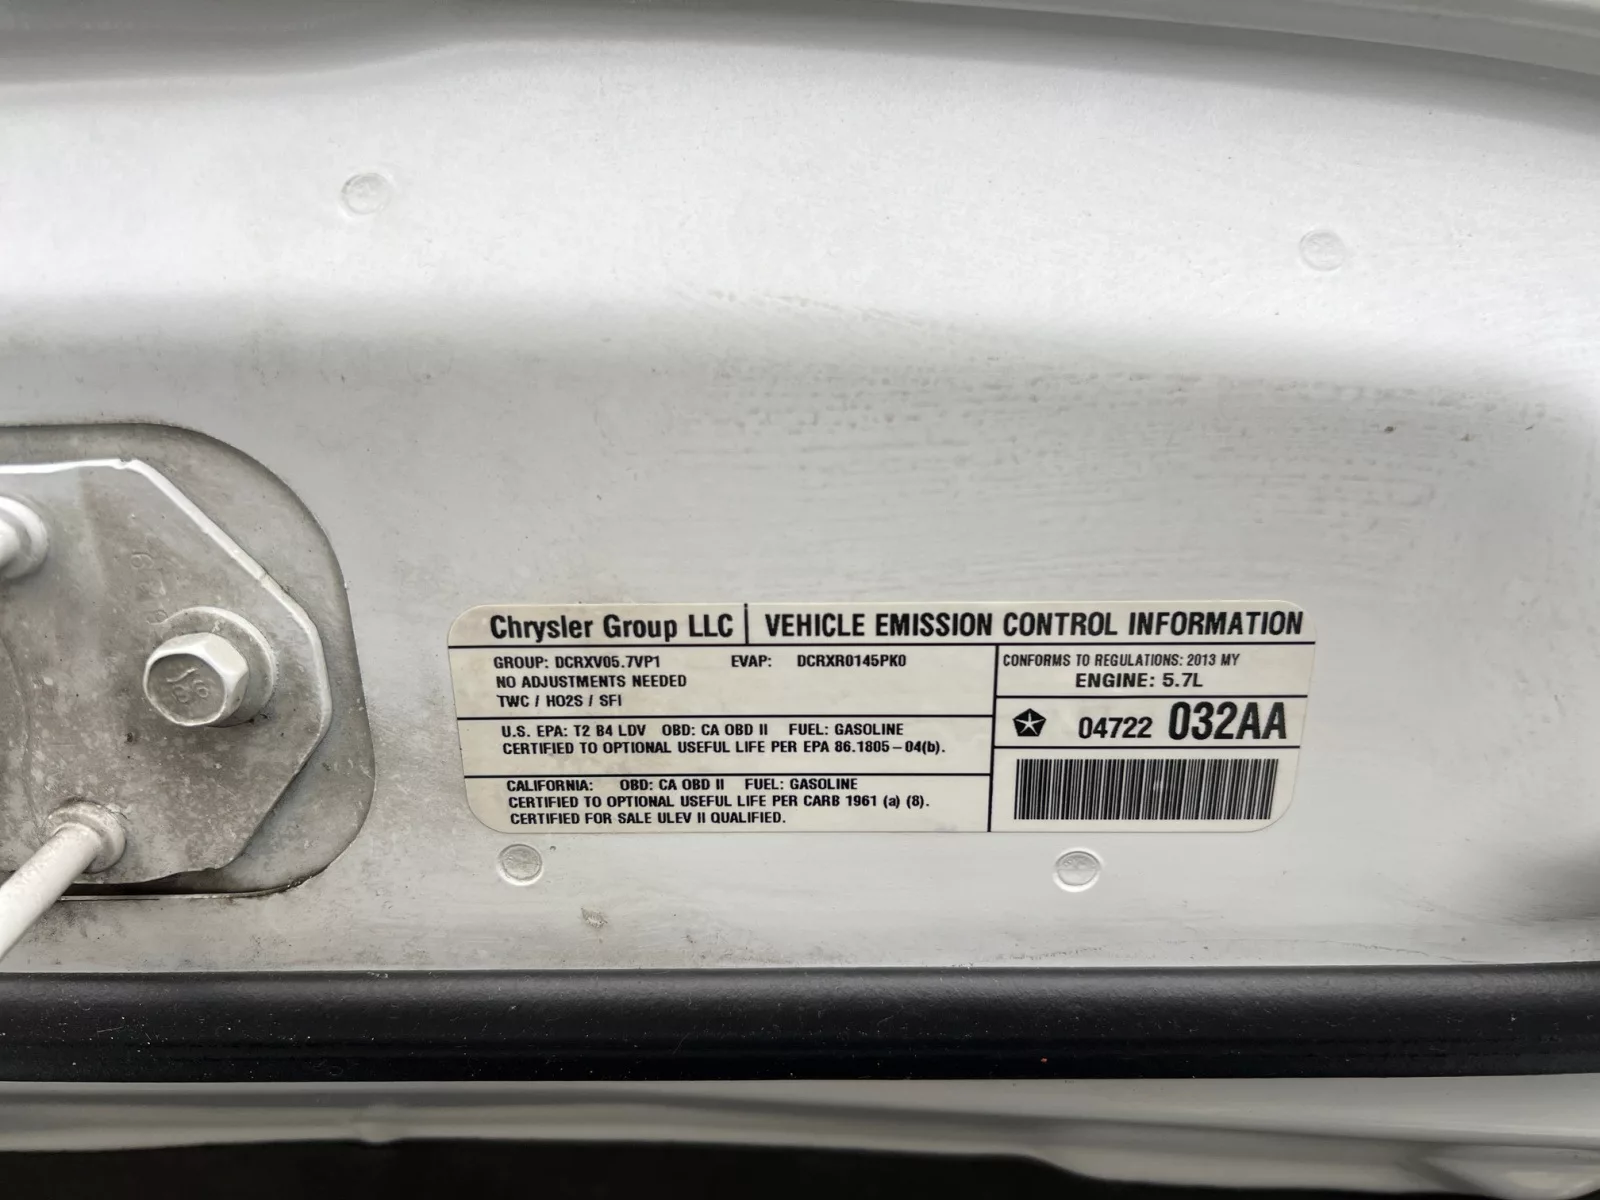 Chrysler Group LLC | VEHICLE EMISSION CONTROL INFORMATION
GROUP: DCRXV05.7VP1 EVAP: DCRXR0145PK0
NO ADJUSTMENTS NEEDED
TWC / HO2S / SFI
CONFORMS TO REGULATIONS: 2013 MY
ENGINE: 5.7L
04722 032AA
U.S. EPA: T2 B4 LDV OBD: CA OBD II FUEL: GASOLINE
CERTIFIED TO OPTIONAL USEFUL LIFE PER EPA 86.1805-04(b).
CALIFORNIA: OBD: CA OBD II FUEL: GASOLINE
CERTIFIED TO OPTIONAL USEFUL LIFE PER CARB 1961 (a) (8).
CERTIFIED FOR SALE ULEV II QUALIFIED.